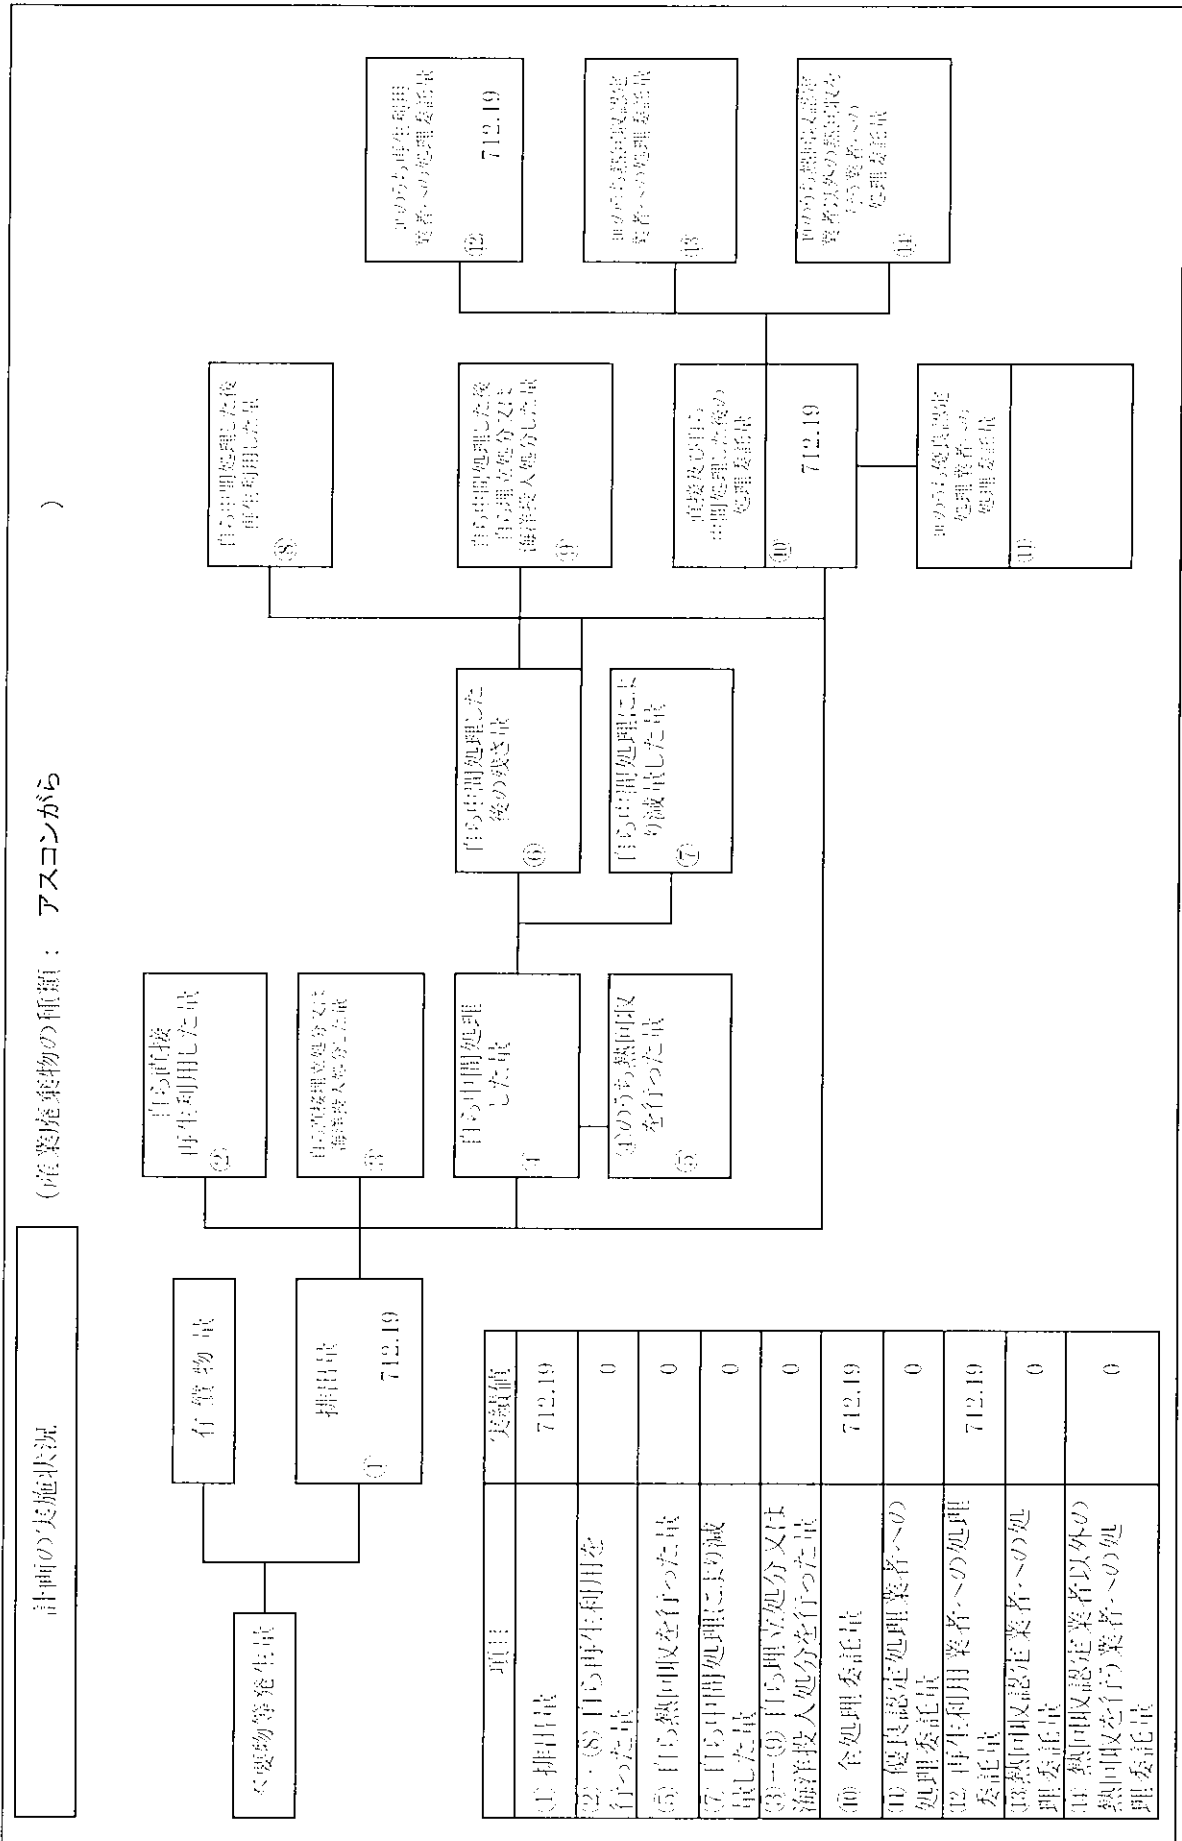 計画の実施状況
(産業廃棄物の種類： アスコンがら
)
不要物等発生量
有償物量
排出量
①
712.19
自ら直接
再生利用した量
②
自ら直接埋立処分又は
海洋投入処分した量
③
自ら中間処理
した量
④
④のうち熱回収
を行った量
⑤
自ら中間処理した
後の残さ量
⑥
自ら中間処理によ
り減量した量
⑦
自ら中間処理した後
再生利用した量
⑧
自ら中間処理した後
自ら埋立処分又は
海洋投入処分した量
⑨
直接及び自ら
中間処理した後の
処理委託量
⑩
712.19
⑩のうち優良認定
処理業者への
処理委託量
⑪
⑩のうち再生利用
業者への処理委託量
⑫
712.19
⑩のうち熱回収認定
業者への処理委託量
⑬
⑩のうち熱回収認定
業者以外の熱回収を
行う業者への
処理委託量
⑭
項目 実績値
① 排出量 712.19
②・⑧ 自ら再生利用を
行った量 0
⑤ 自ら熱回収を行った量 0
⑦ 自ら中間処理により減
量した量 0
③－⑨ 自ら埋立処分又は
海洋投入処分を行った量 0
⑩ 全処理委託量 712.19
⑪ 優良認定処理業者への
処理委託量 0
⑫ 再生利用業者への処理
委託量 712.19
⑬ 熱回収認定業者への処
理委託量 0
⑭ 熱回収認定業者以外の
熱回収を行う業者への処
理委託量 0